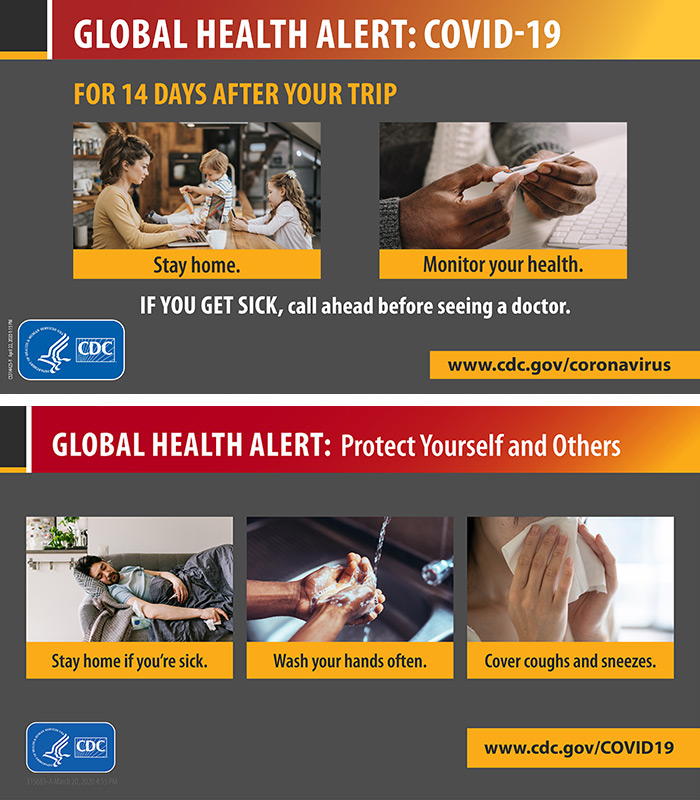 GLOBAL HEALTH ALERT: COVID-19
FOR 14 DAYS AFTER YOUR TRIP
Stay home.
Monitor your health.
IF YOU GET SICK, call ahead before seeing a doctor.
CDC
www.cdc.gov/coronavirus
GLOBAL HEALTH ALERT: Protect Yourself and Others
Stay home if you’re sick.
Wash your hands often.
Cover coughs and sneezes.
CDC
www.cdc.gov/COVID19